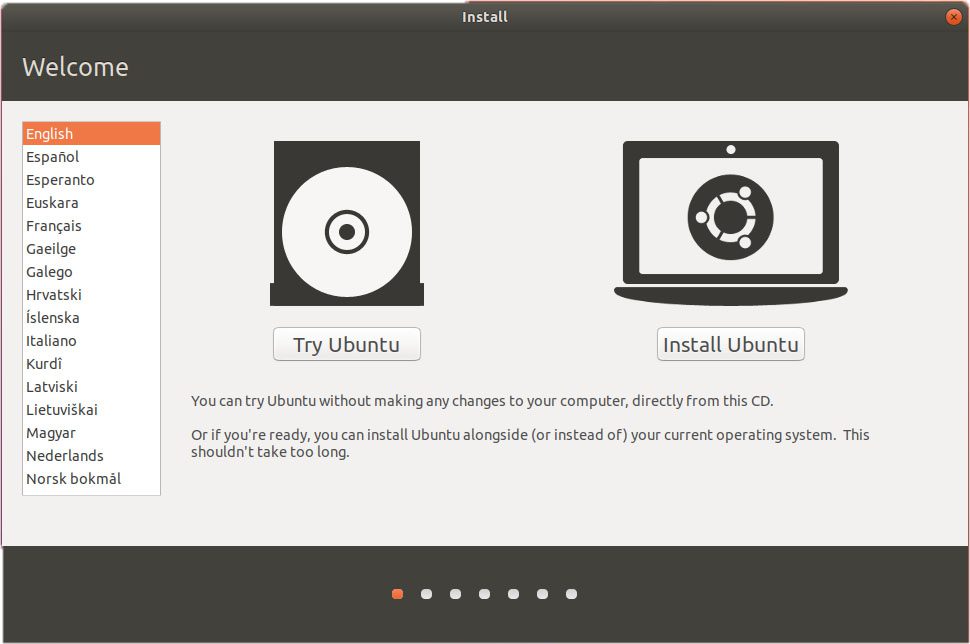 Install
Welcome
English
Español
Esperanto
Euskara
Français
Gaeilge
Galego
Hrvatski
Íslenska
Italiano
Kurdî
Latviski
Lietuviškai
Magyar
Nederlands
Norsk bokmål
Try Ubuntu
Install Ubuntu
You can try Ubuntu without making any changes to your computer, directly from this CD.
Or if you're ready, you can install Ubuntu alongside (or instead of) your current operating system.  This
shouldn't take too long.